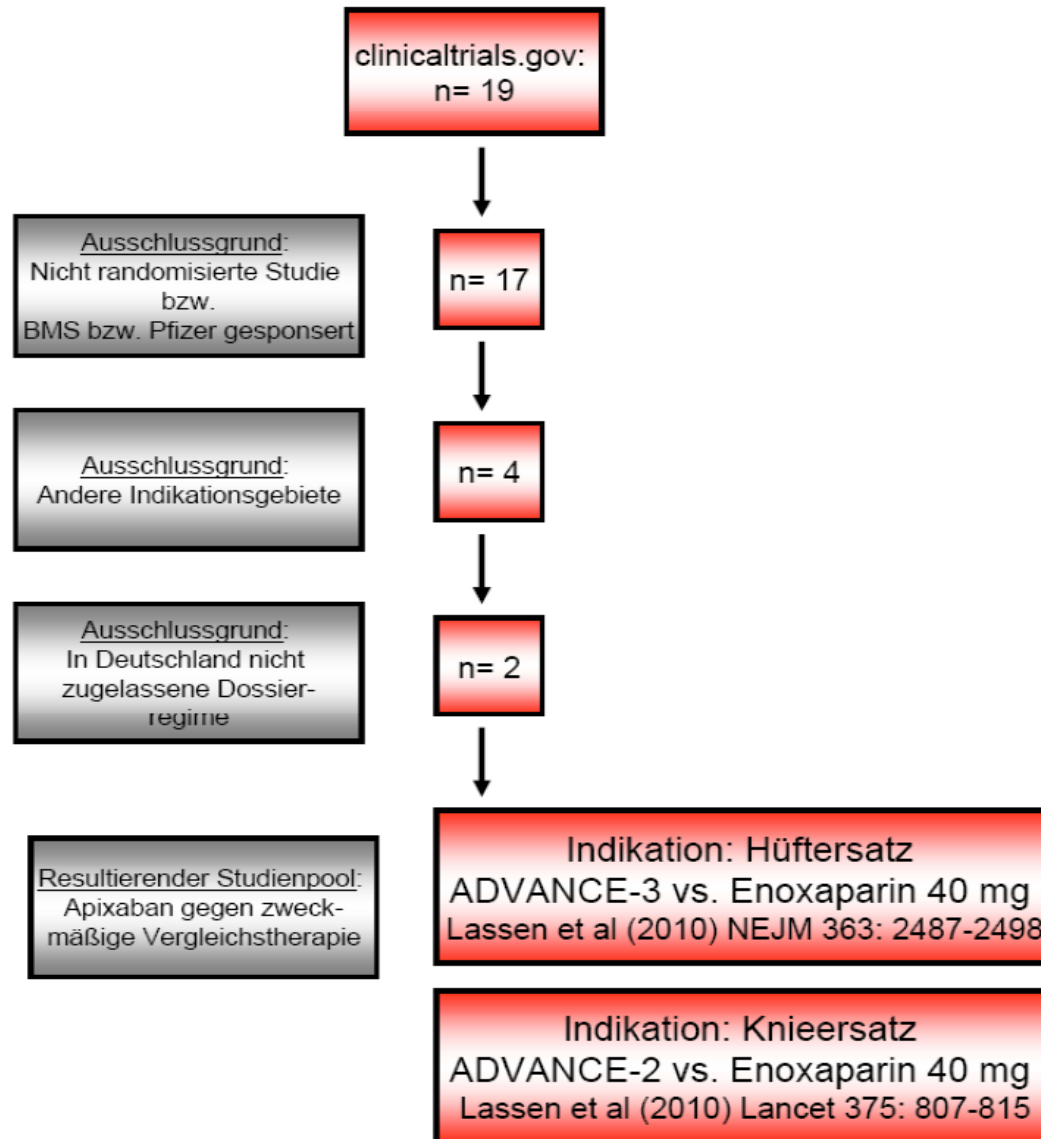 clinicaltrials.gov:
n= 19
Ausschlussgrund:
Nicht randomisierte Studie
bzw.
BMS bzw. Pfizer gesponsert
n= 17
Ausschlussgrund:
Andere Indikationsgebiete
n= 4
Ausschlussgrund:
In Deutschland nicht
zugelassene Dossier-
regime
n= 2
Resultierender Studienpool:
Apixaban gegen zweck-
mäßige Vergleichstherapie
Indikation: Hüftersatz
ADVANCE-3 vs. Enoxaparin 40 mg
Lassen et al (2010) NEJM 363: 2487-2498
Indikation: Knieersatz
ADVANCE-2 vs. Enoxaparin 40 mg
Lassen et al (2010) Lancet 375: 807-815